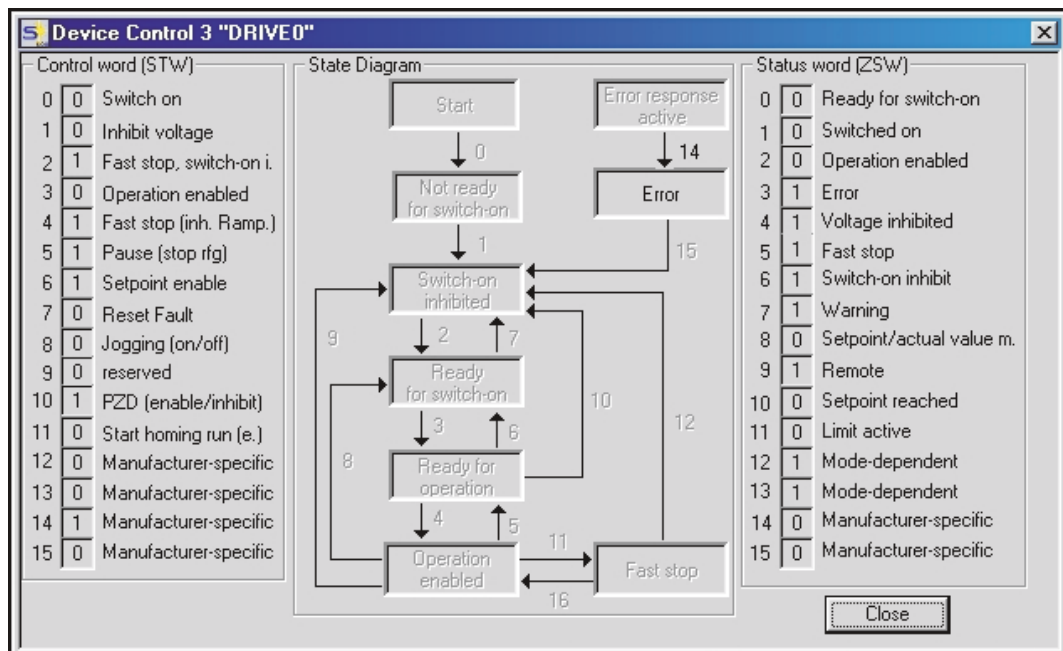 Device Control 3 "DRIVE0"
Control word (STW)
0 0 Switch on
1 0 Inhibit voltage
2 1 Fast stop, switch-on i.
3 0 Operation enabled
4 1 Fast stop (inh. Ramp.)
5 1 Pause (stop rfg)
6 1 Setpoint enable
7 0 Reset Fault
8 0 Jogging (on/off)
9 0 reserved
10 1 PZD (enable/inhibit)
11 0 Start homing run (e.)
12 0 Manufacturer-specific
13 0 Manufacturer-specific
14 1 Manufacturer-specific
15 0 Manufacturer-specific
State Diagram
Start
Error response
active
0
14
Not ready
for switch-on
Error
1
15
Switch-on
inhibited
9
2
7
Ready
for switch-on
10
12
3
6
8
Ready for
operation
4
5
11
Operation
enabled
Fast stop
16
Status word (ZSW)
0 0 Ready for switch-on
1 0 Switched on
2 0 Operation enabled
3 1 Error
4 1 Voltage inhibited
5 1 Fast stop
6 1 Switch-on inhibit
7 1 Warning
8 0 Setpoint/actual value m.
9 1 Remote
10 0 Setpoint reached
11 0 Limit active
12 1 Mode-dependent
13 1 Mode-dependent
14 0 Manufacturer-specific
15 0 Manufacturer-specific
Close